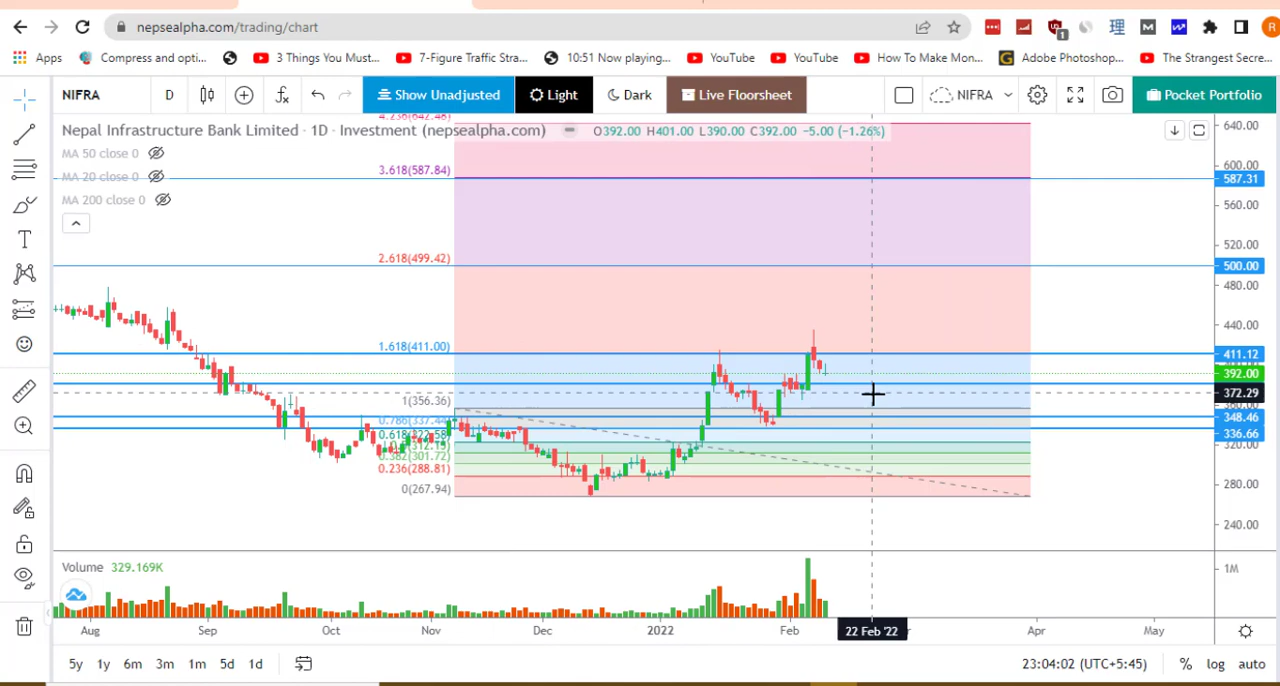 nepsealpha.com/trading/chart
Apps Compress and opti... 3 Things You Must... 7-Figure Traffic Stra... 10:51 Now playing,... YouTube YouTube How To Make Mon... Adobe Photoshop,... The Strangest Secre...
NIFRA D Show Unadjusted Light Dark Live Floorsheet NIFRA Pocket Portfolio
Nepal Infrastructure Bank Limited · 1D · Investment (nepsealpha.com) O392.00 H401.00 L390.00 C392.00 −5.00 (−1.26%)
MA 50 close 0
MA 20 close 0
MA 200 close 0
3.618(587.84)
2.618(499.42)
1.618(411.00)
1(356.36)
0.786(337.44)
0.618(322.58)
0.382(301.72)
0.236(288.81)
0(267.94)
640.00
600.00
587.31
560.00
520.00
500.00
480.00
440.00
411.12
392.00
372.29
348.46
336.66
320.00
280.00
240.00
Volume 329.169K
1M
Aug Sep Oct Nov Dec 2022 Feb 22 Feb '22 Apr May
5y 1y 6m 3m 1m 5d 1d 23:04:02 (UTC+5:45) % log auto